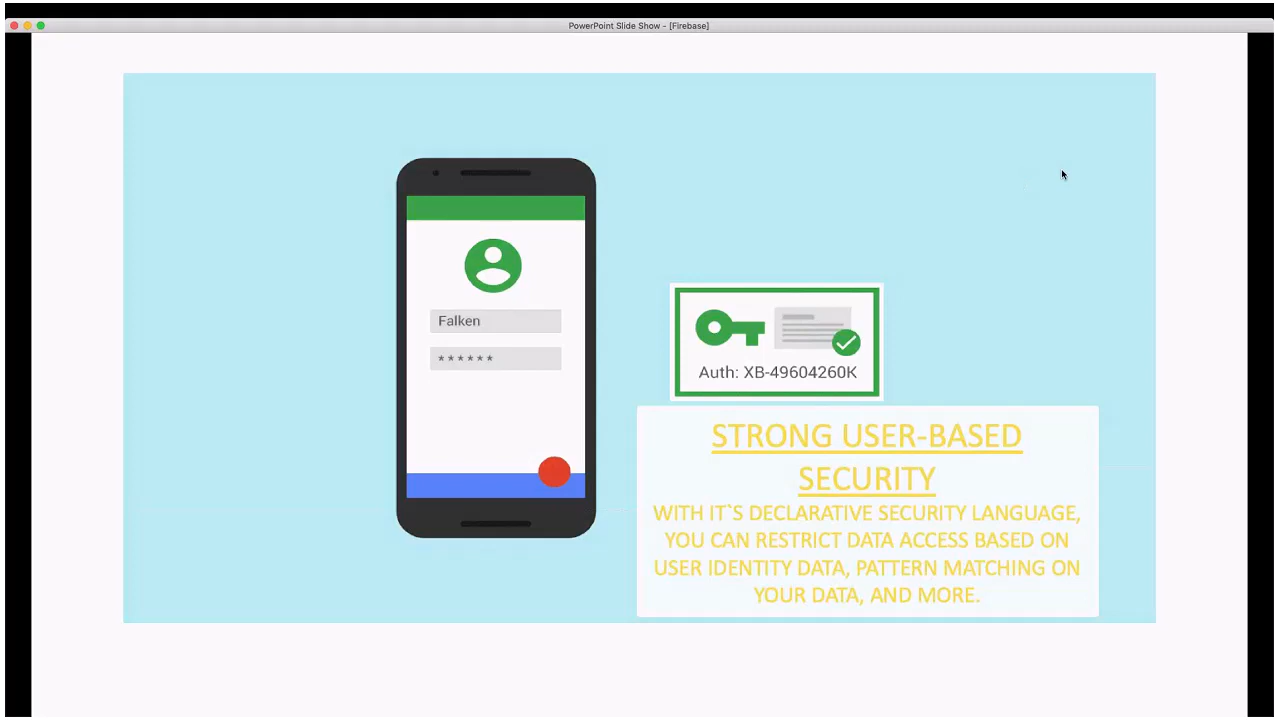 PowerPoint Slide Show - [Firebase]
Falken
******
Auth: XB-49604260K
STRONG USER-BASED
SECURITY
WITH IT`S DECLARATIVE SECURITY LANGUAGE,
YOU CAN RESTRICT DATA ACCESS BASED ON
USER IDENTITY DATA, PATTERN MATCHING ON
YOUR DATA, AND MORE.